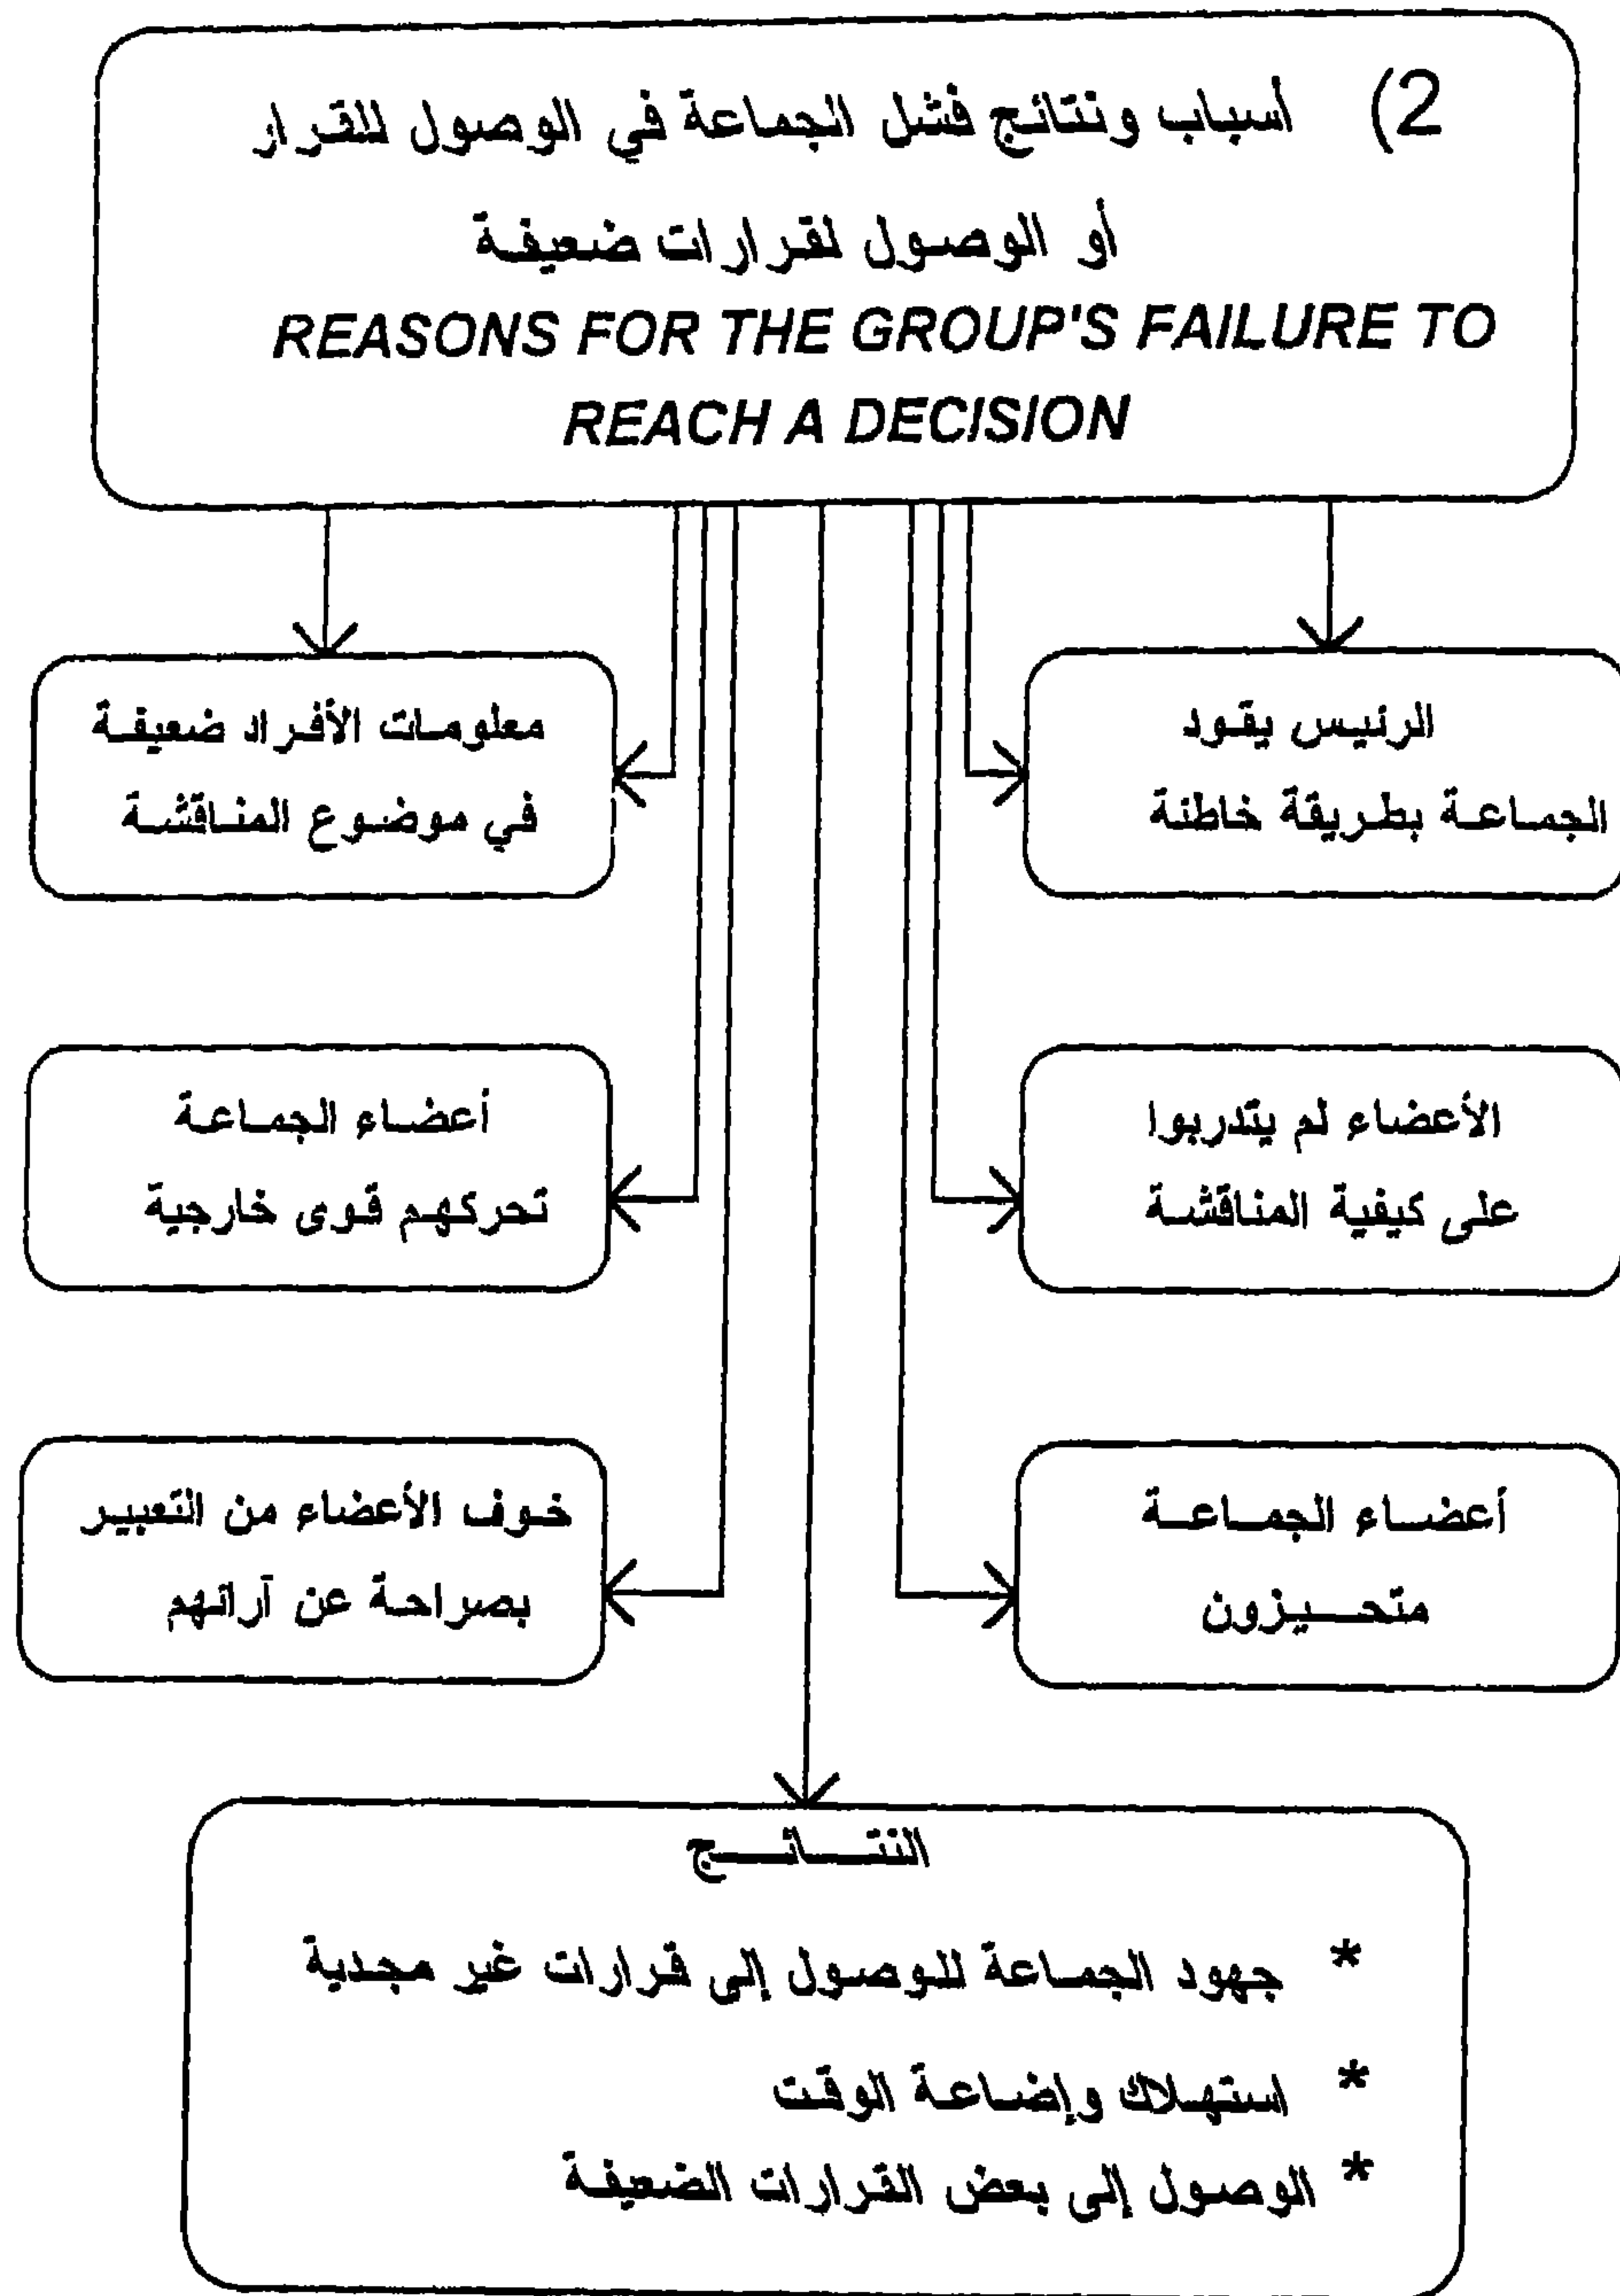 2) أسباب ونتائج فشل الجماعة في الوصول للقرار
أو الوصول لقرارات ضعيفة
REASONS FOR THE GROUP'S FAILURE TO
REACH A DECISION
الرئيس يقود
الجماعة بطريقة خاطئة
معلومات الأفراد ضعيفة
في موضوع المناقشة
الأعضاء لم يتدربوا
على كيفية المناقشة
أعضاء الجماعة
تحركهم قوى خارجية
أعضاء الجماعة
متحيزون
خوف الأعضاء من التعبير
بصراحة عن آرائهم
النتائج
* جهود الجماعة للوصول إلى قرارات غير مجدية
* استهلاك وإضاعة الوقت
* الوصول إلى بعض القرارات الضعيفة